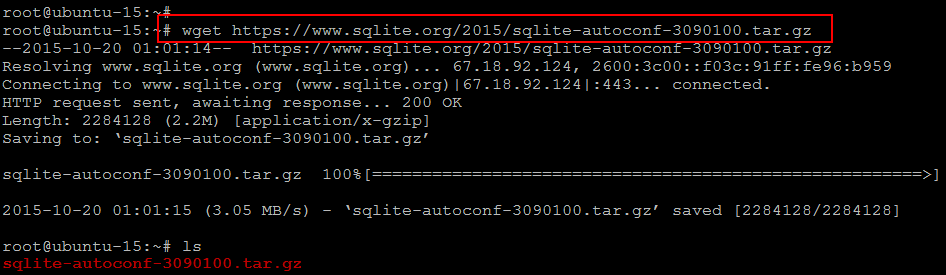 root@ubuntu-15:~#
root@ubuntu-15:~# wget https://www.sqlite.org/2015/sqlite-autoconf-3090100.tar.gz
--2015-10-20 01:01:14--  https://www.sqlite.org/2015/sqlite-autoconf-3090100.tar.gz
Resolving www.sqlite.org (www.sqlite.org)... 67.18.92.124, 2600:3c00::f03c:91ff:fe96:b959
Connecting to www.sqlite.org (www.sqlite.org)|67.18.92.124|:443... connected.
HTTP request sent, awaiting response... 200 OK
Length: 2284128 (2.2M) [application/x-gzip]
Saving to: ‘sqlite-autoconf-3090100.tar.gz’
sqlite-autoconf-3090100.tar.gz  100%[=======================================================>]
2015-10-20 01:01:15 (3.05 MB/s) - ‘sqlite-autoconf-3090100.tar.gz’ saved [2284128/2284128]
root@ubuntu-15:~# ls
sqlite-autoconf-3090100.tar.gz